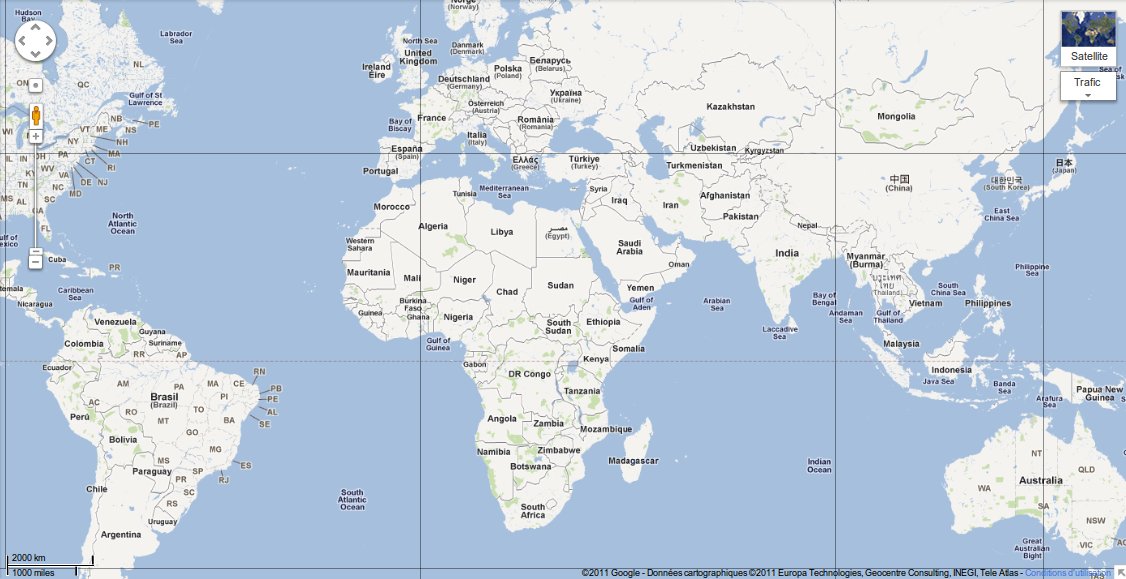 Hudson
Bay
Labrador
Sea
Norge
(Norway)
North Sea
Danmark
(Denmark)
United
Kingdom
Ireland
Éire
Беларусь
(Belarus)
Polska
(Poland)
Deutschland
(Germany)
Україна
(Ukraine)
Österreich
(Austria)
France
România
(Romania)
Bay of
Biscay
Italia
(Italy)
España
(Spain)
Portugal
Ελλάς
(Greece)
Türkiye
(Turkey)
Kazakhstan
Mongolia
Uzbekistan
Kyrgyzstan
Turkmenistan
日本
(Japan)
中国
(China)
대한민국
(South Korea)
Satellite
Trafic
NL
QC
ON
Gulf of St
Lawrence
NB
NS
PE
WI
VT
ME
NH
NY
MA
RI
IL
IN
OH
PA
CT
NJ
DE
MD
KY
WV
VA
TN
NC
SC
MS
AL
GA
FL
North
Atlantic
Ocean
Cuba
PR
Caribbean
Sea
Nicaragua
Tunisia
Mediterranean
Sea
Syria
Iraq
Iran
Afghanistan
Pakistan
Nepal
East
China Sea
Morocco
Algeria
Libya
مصر
(Egypt)
Western
Sahara
Saudi
Arabia
Oman
India
Myanmar
(Burma)
Mauritania
Mali
Niger
Chad
Sudan
Yemen
Gulf of
Aden
Arabian
Sea
Bay of
Bengal
Andaman
Sea
ประเทศ
ไทย
(Thailand)
Philippine
Sea
South
China Sea
Vietnam
Philippines
Gulf of
Thailand
Burkina
Faso
Guinea
Ghana
Nigeria
South
Sudan
Ethiopia
Somalia
Laccadive
Sea
Malaysia
Gulf of
Guinea
Gabon
DR Congo
Kenya
Tanzania
Indonesia
Java Sea
Banda
Sea
Arafura
Sea
Papua New
Guinea
Venezuela
Guyana
Suriname
Colombia
RR
AP
Ecuador
AM
PA
MA
CE
RN
PB
PE
AL
SE
PI
AC
RO
TO
BA
Brasil
(Brazil)
Perú
MT
GO
Bolivia
MG
ES
MS
SP
RJ
Paraguay
PR
SC
RS
Chile
Uruguay
Argentina
Angola
Zambia
Mozambique
Zimbabwe
Namibia
Botswana
Madagascar
South
Africa
South
Atlantic
Ocean
Indian
Ocean
NT
QLD
Australia
WA
SA
NSW
VIC
Great
Australian
Bight
2000 km
1000 miles
©2011 Google - Données cartographiques ©2011 Europa Technologies, Geocentre Consulting, INEGI, Tele Atlas - Conditions d'utilisation